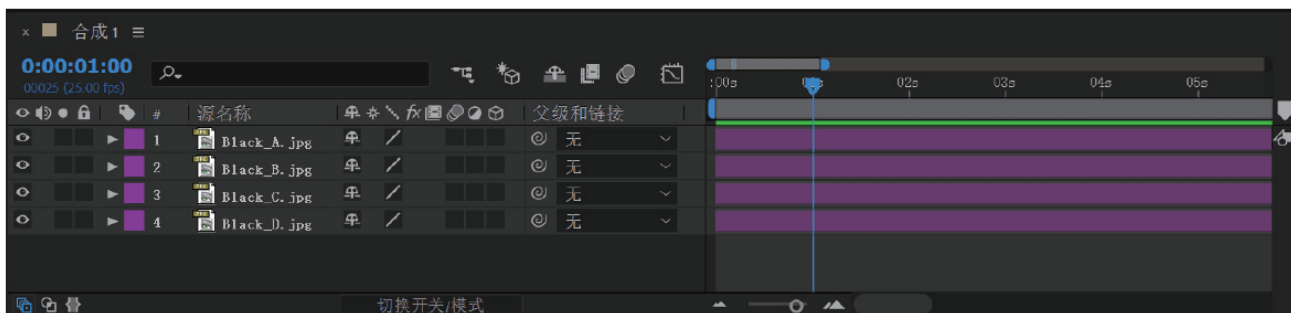 × 合成 1 ≡
0:00:01:00
00025 (25.00 fps)
:00s 02s 03s 04s 05s
# 源名称 fx 父级和链接
1 Black_A.jpg 无
2 Black_B.jpg 无
3 Black_C.jpg 无
4 Black_D.jpg 无
切换开关/模式